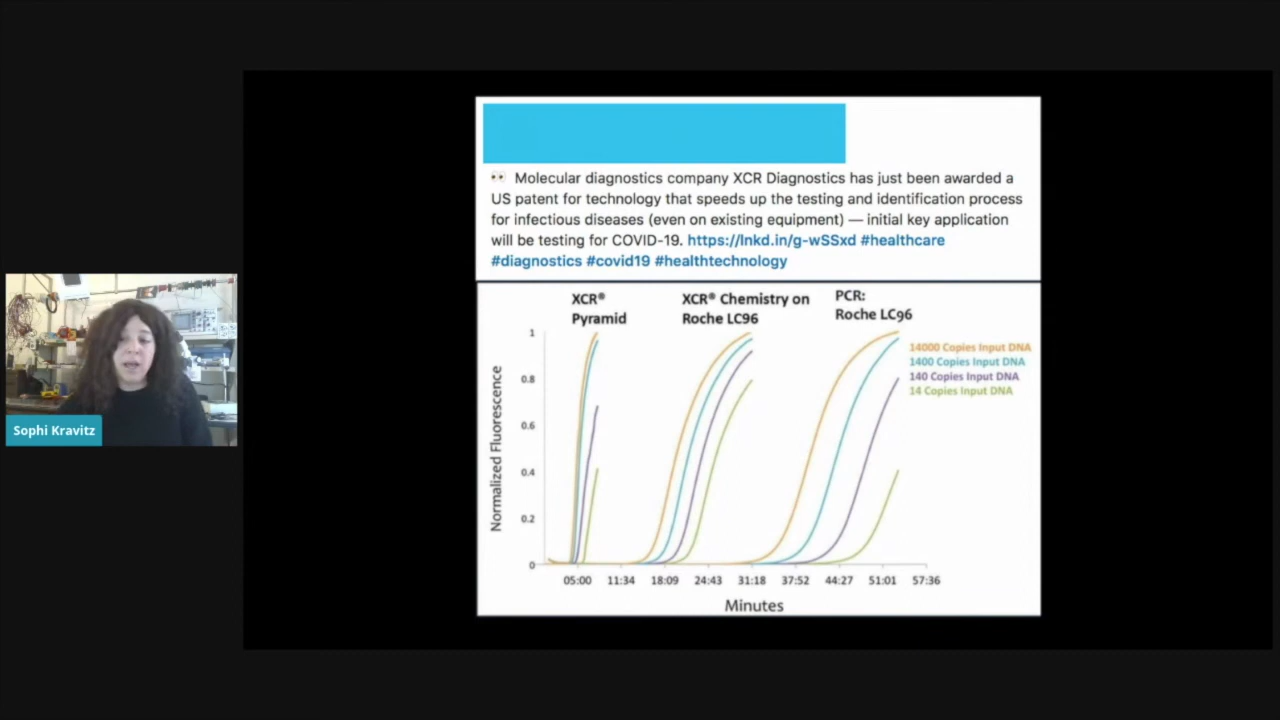 👀 Molecular diagnostics company XCR Diagnostics has just been awarded a
US patent for technology that speeds up the testing and identification process
for infectious diseases (even on existing equipment) — initial key application
will be testing for COVID-19. https://lnkd.in/g-wSSxd #healthcare
#diagnostics #covid19 #healthtechnology
XCR®
Pyramid
XCR® Chemistry on
Roche LC96
PCR:
Roche LC96
14000 Copies Input DNA
1400 Copies Input DNA
140 Copies Input DNA
14 Copies Input DNA
Normalized Fluorescence
1
0.8
0.6
0.4
0.2
0
05:00 11:34 18:09 24:43 31:18 37:52 44:27 51:01 57:36
Minutes
Sophi Kravitz